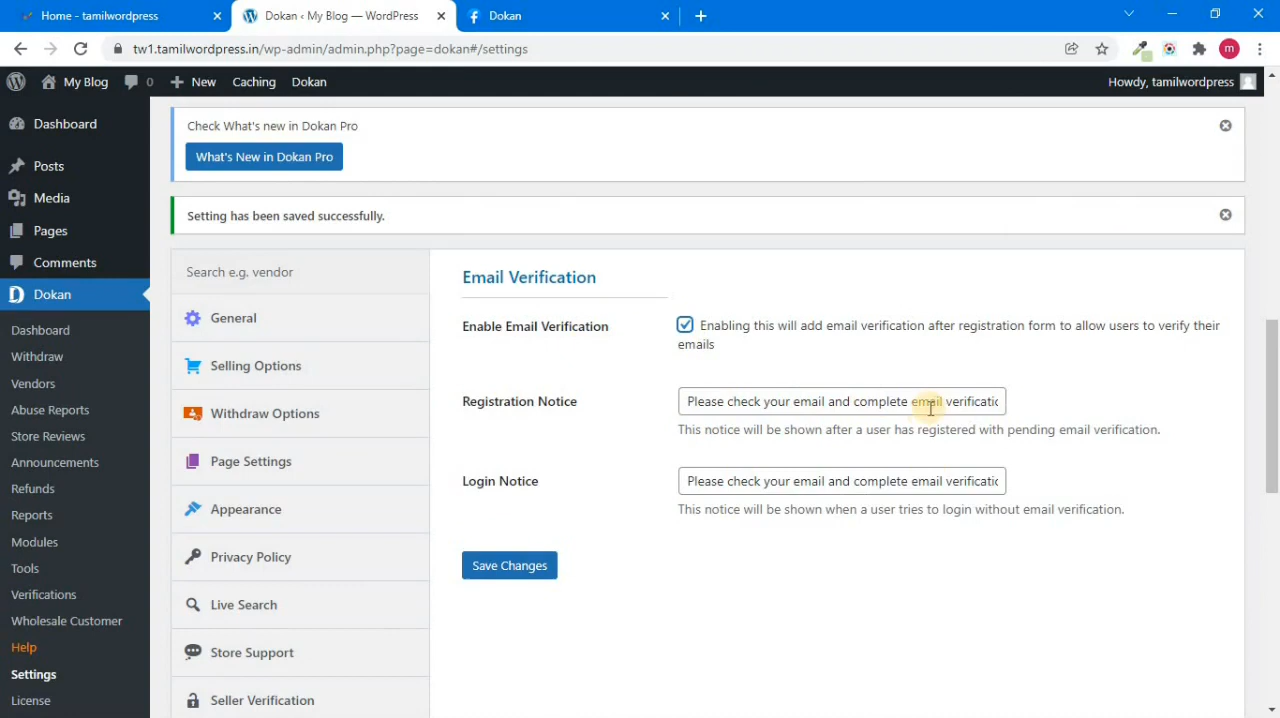 Home - tamilwordpress
Dokan ‹ My Blog — WordPress
Dokan
tw1.tamilwordpress.in/wp-admin/admin.php?page=dokan#/settings
m
My Blog
0
New
Caching
Dokan
Howdy, tamilwordpress
Dashboard
Posts
Media
Pages
Comments
Dokan
Dashboard
Withdraw
Vendors
Abuse Reports
Store Reviews
Announcements
Refunds
Reports
Modules
Tools
Verifications
Wholesale Customer
Help
Settings
License
Check What's new in Dokan Pro
What's New in Dokan Pro
Setting has been saved successfully.
Search e.g. vendor
General
Selling Options
Withdraw Options
Page Settings
Appearance
Privacy Policy
Live Search
Store Support
Seller Verification
Email Verification
Enable Email Verification
Enabling this will add email verification after registration form to allow users to verify their
emails
Registration Notice
Please check your email and complete email verificatic
This notice will be shown after a user has registered with pending email verification.
Login Notice
Please check your email and complete email verificatic
This notice will be shown when a user tries to login without email verification.
Save Changes